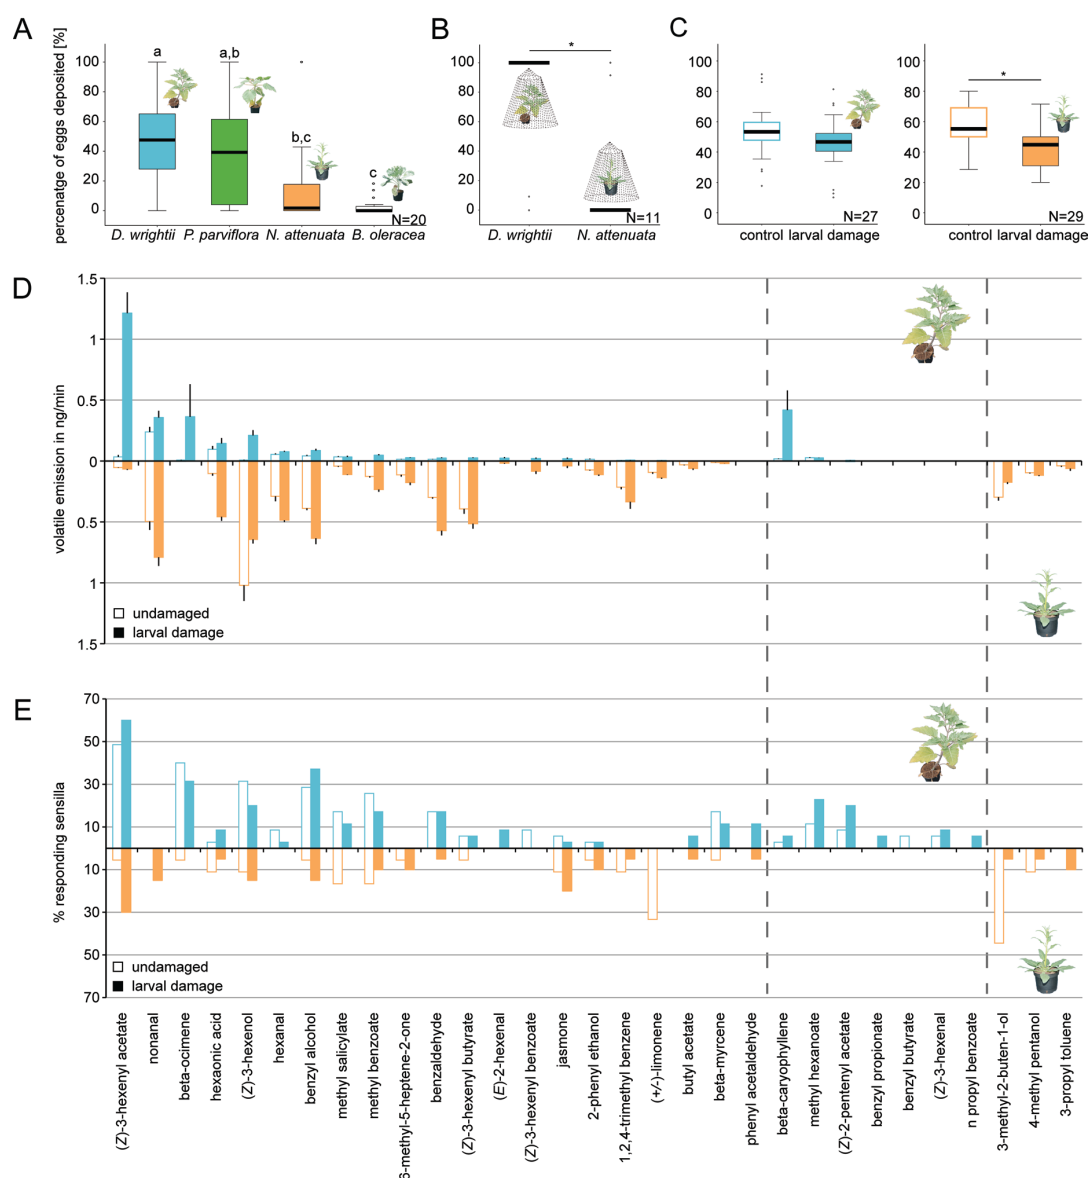 A
percenatge of eggs deposited [%]
100
80
60
40
20
0
a
a,b
b,c
c
N=20
D. wrightii
P. parviflora
N. attenuata
B. oleracea
B
100
80
60
40
20
0
*
N=11
D. wrightii
N. attenuata
C
100
80
60
40
20
0
N=27
control larval damage
100
80
60
40
20
0
*
N=29
control larval damage
D
volatile emission in ng/min
1.5
1
0.5
0
0.5
1
1.5
undamaged
larval damage
E
% responding sensilla
70
50
30
10
10
30
50
70
undamaged
larval damage
(Z)-3-hexenyl acetate
nonanal
beta-ocimene
hexaonic acid
(Z)-3-hexenol
hexanal
benzyl alcohol
methyl salicylate
methyl benzoate
6-methyl-5-heptene-2-one
benzaldehyde
(Z)-3-hexenyl butyrate
(E)-2-hexenal
(Z)-3-hexenyl benzoate
jasmone
2-phenyl ethanol
1,2,4-trimethyl benzene
(+/-)-limonene
butyl acetate
beta-myrcene
phenyl acetaldehyde
beta-caryophyllene
methyl hexanoate
(Z)-2-pentenyl acetate
benzyl propionate
benzyl butyrate
(Z)-3-hexenal
n propyl benzoate
3-methyl-2-buten-1-ol
4-methyl pentanol
3-propyl toluene